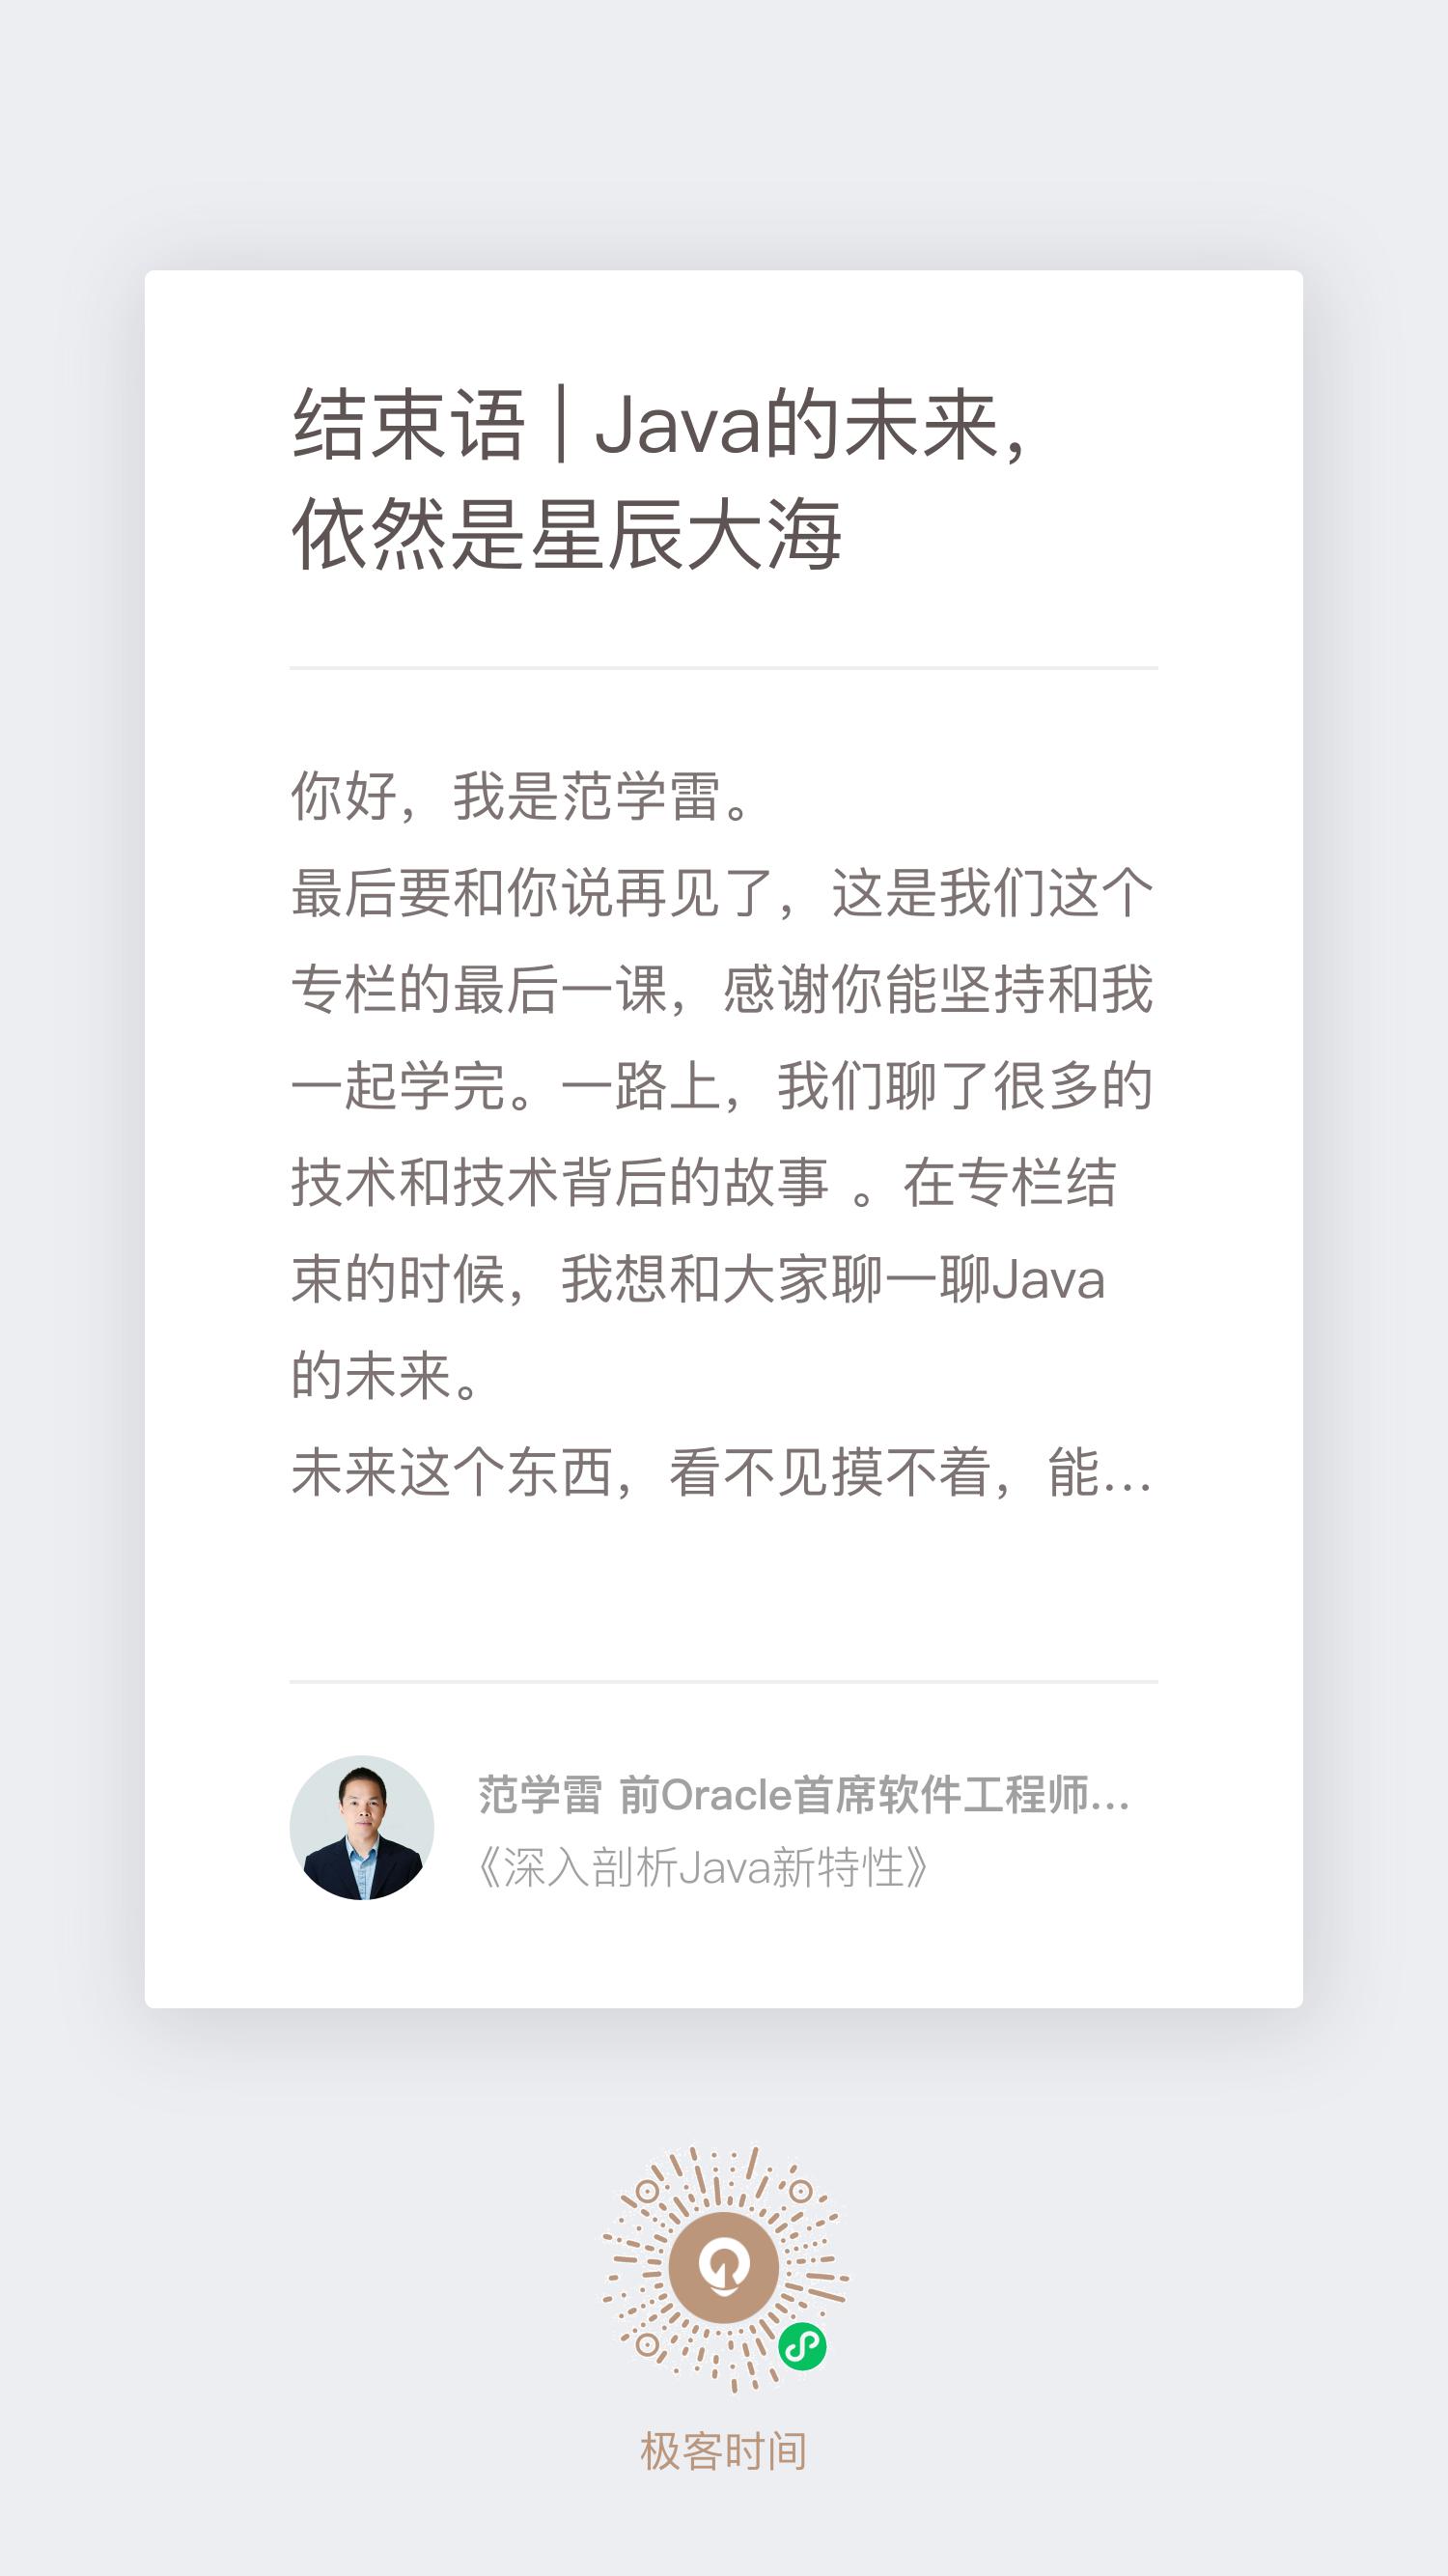 结束语 | Java的未来，
依然是星辰大海
你好，我是范学雷。
最后要和你说再见了，这是我们这个
专栏的最后一课，感谢你能坚持和我
一起学完。一路上，我们聊了很多的
技术和技术背后的故事 。在专栏结
束的时候，我想和大家聊一聊Java
的未来。
未来这个东西，看不见摸不着，能...
范学雷 前Oracle首席软件工程师...
《深入剖析Java新特性》
极客时间